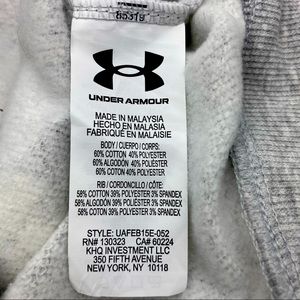 UNDER ARMOUR
MADE IN MALAYSIA
HECHO EN MALASIA
FABRIQUÉ EN MALAISIE
BODY / CUERPO / CORPS:
60% COTTON 40% POLYESTER
60% ALGODÓN 40% POLIÉSTER
60% COTON 40% POLYESTER
RIB / CORDONCILLO / CÔTE:
58% COTTON 39% POLYESTER 3% SPANDEX
58% ALGODÓN 39% POLIÉSTER 3% SPANDEX
58% COTON 39% POLYESTER 3% SPANDEX
STYLE: UAFEB15E-052
RN# 130323 CA# 60224
KHQ INVESTMENT LLC
350 FIFTH AVENUE
NEW YORK, NY 10118